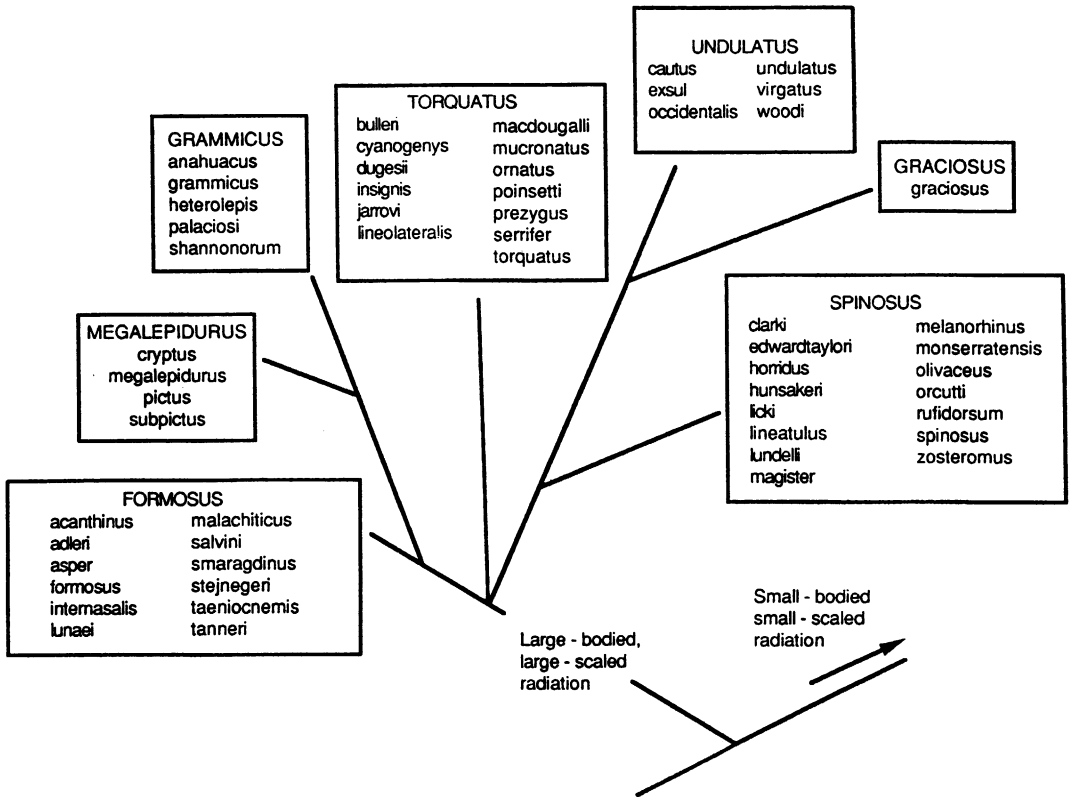 UNDULATUS
cautus undulatus
exsul virgatus
occidentalis woodi
TORQUATUS
bulleri macdougalli
cyanogenys mucronatus
dugesii ornatus
insignis poinsetti
jarrovi prezygus
lineolateralis serrifer
torquatus
GRAMMICUS
anahuacus
grammicus
heterolepis
palaciosi
shannonorum
GRACIOSUS
graciosus
SPINOSUS
clarki melanorhinus
edwardtaylori monserratensis
horridus olivaceus
hunsakeri orcutti
licki rufidorsum
lineatulus spinosus
lundelli zosteromus
magister
MEGALEPIDURUS
cryptus
megalepidurus
pictus
subpictus
FORMOSUS
acanthinus malachiticus
adleri salvini
asper smaragdinus
formosus stejnegeri
internasalis taeniocnemis
lunaei tanneri
Large - bodied,
large - scaled
radiation
Small - bodied
small - scaled
radiation